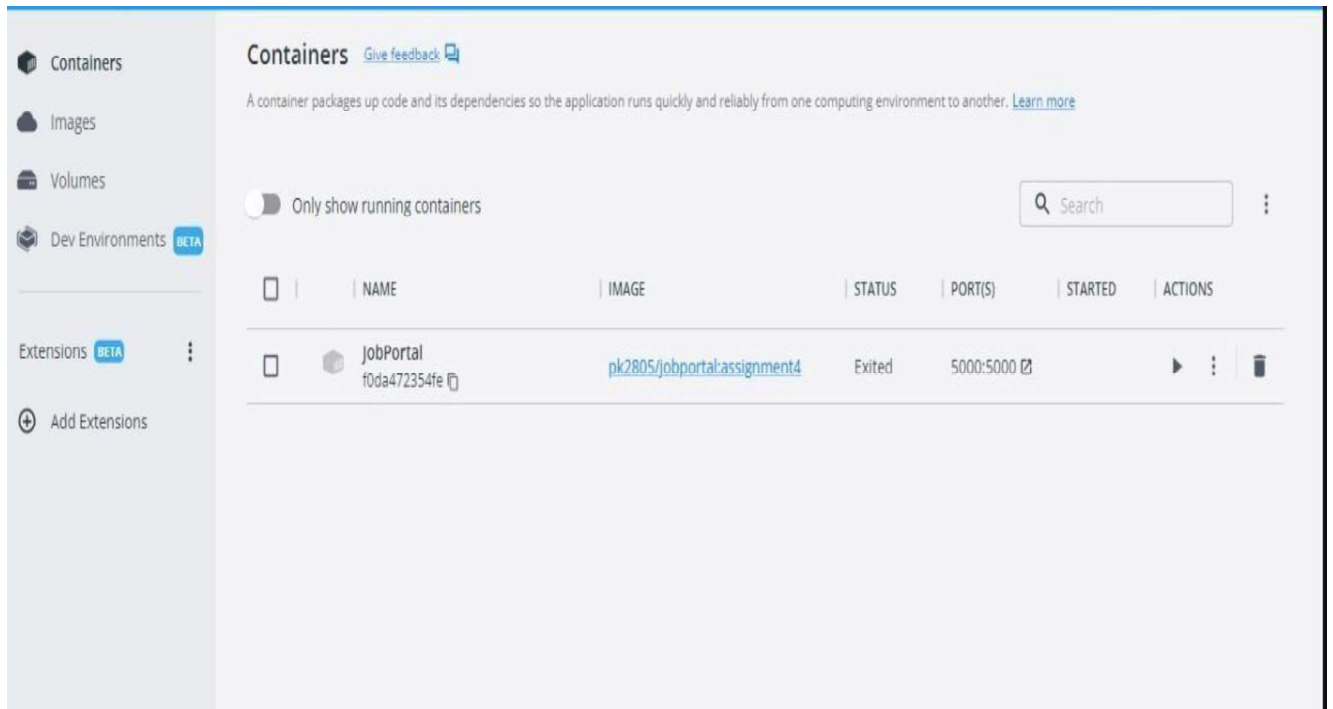 Containers
Images
Volumes
Dev Environments BETA
Extensions BETA
Add Extensions
Containers Give feedback
A container packages up code and its dependencies so the application runs quickly and reliably from one computing environment to another. Learn more
Only show running containers
Search
NAME IMAGE STATUS PORT(S) STARTED ACTIONS
JobPortal pk2805/jobportal:assignment4 Exited 5000:5000
f0da472354fe